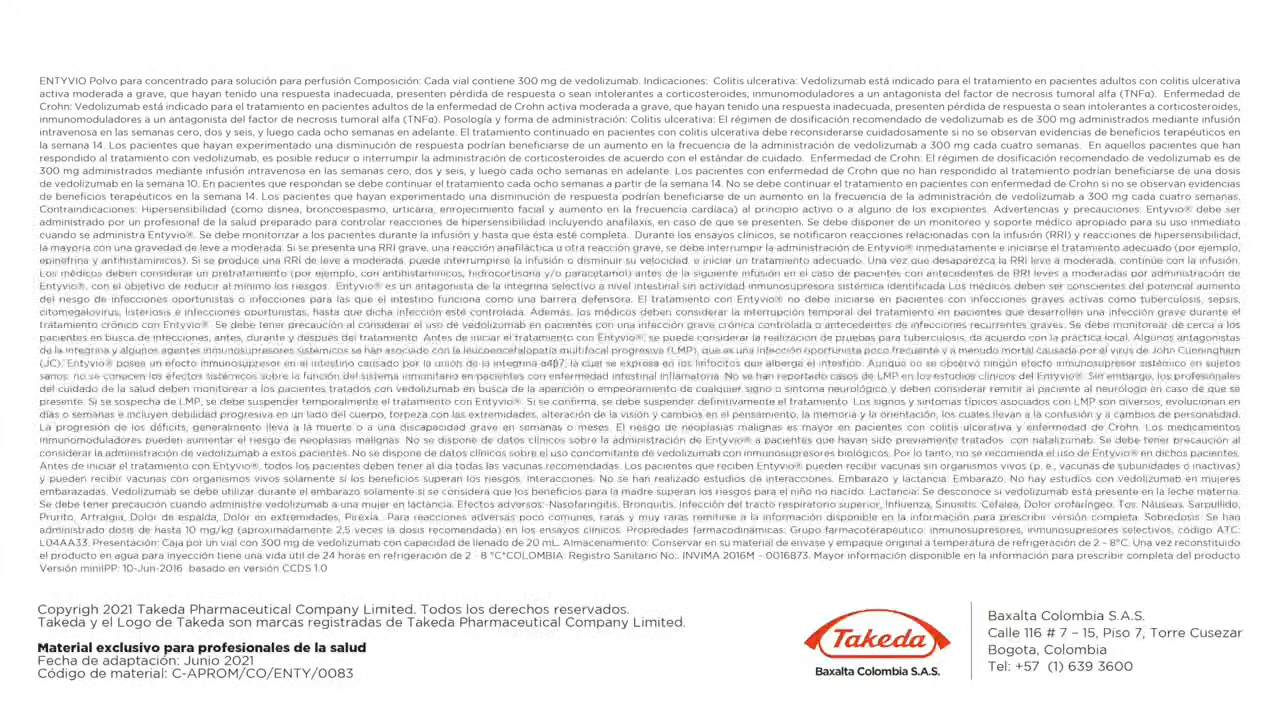 ENTYVIO Polvo para concentrado para solución para perfusión Composición: Cada vial contiene 300 mg de vedolizumab. Indicaciones: Colitis ulcerativa: Vedolizumab está indicado para el tratamiento en pacientes adultos con colitis ulcerativa
activa moderada a grave, que hayan tenido una respuesta inadecuada, presenten pérdida de respuesta o sean intolerantes a corticosteroides, inmunomoduladores o un antagonista del factor de necrosis tumoral alfa (TNFα). Enfermedad de
Crohn: Vedolizumab está indicado para el tratamiento en pacientes adultos de la enfermedad de Crohn activa moderada a grave, que hayan tenido una respuesta inadecuada, presenten pérdida de respuesta o sean intolerantes a corticosteroides,
inmunomoduladores a un antagonista del factor de necrosis tumoral alfa (TNFα). Posología y forma de administración: Colitis ulcerativa: El régimen de dosificación recomendado de vedolizumab es de 300 mg administrados mediante infusión
intravenosa en las semanas cero, dos y seis, y luego cada ocho semanas en adelante. El tratamiento continuado en pacientes con colitis ulcerativa debe reconsiderarse cuidadosamente si no se observan evidencias de beneficios terapéuticos en
la semana 14. Los pacientes que hayan experimentado una disminución de respuesta podrían beneficiarse de un aumento en la frecuencia de la administración de vedolizumab a 300 mg cada cuatro semanas. En aquellos pacientes que han
respondido al tratamiento con vedolizumab, es posible reducir o interrumpir la administración de corticosteroides de acuerdo con el estándar de cuidado. Enfermedad de Crohn: El régimen de dosificación recomendado de vedolizumab es de
300 mg administrados mediante infusión intravenosa en las semanas cero, dos y seis, y luego cada ocho semanas en adelante. Los pacientes con enfermedad de Crohn que no han respondido al tratamiento podrían beneficiarse de una dosis
de vedolizumab en la semana 10. En pacientes que respondan se debe continuar el tratamiento cada ocho semanas a partir de la semana 14. No se debe continuar el tratamiento en pacientes con enfermedad de Crohn si no se observan evidencias
de beneficios terapéuticos en la semana 14. Los pacientes que hayan experimentado una disminución de respuesta podrían beneficiarse de un aumento en la frecuencia de la administración de vedolizumab a 300 mg cada cuatro semanas.
Contraindicaciones: Hipersensibilidad (como disnea, broncoespasmo, urticaria, enrojecimiento facial y aumento en la frecuencia cardíaca) al principio activo o a alguno de los excipientes. Advertencias y precauciones: Entyvio® debe ser
administrado por un profesional de la salud preparado para controlar reacciones de hipersensibilidad incluyendo anafilaxis, en caso de que se presenten. Se debe disponer de un monitoreo y soporte médico apropiado para su uso inmediato
cuando se administra Entyvio®. Se debe monitorizar a los pacientes durante la infusión y hasta que ésta esté completa. Durante los ensayos clínicos, se notificaron reacciones relacionadas con la infusión (RRI) y reacciones de hipersensibilidad,
la mayoría con una gravedad de leve a moderada. Si se presenta una RRI grave, una reacción anafiláctica u otra reacción grave, se debe interrumpir la administración de Entyvio® inmediatamente e iniciarse el tratamiento adecuado (por ejemplo,
epinefrina y antihistamínicos). Si se produce una RRI de leve a moderada, puede interrumpirse la infusión o disminuir su velocidad, e iniciar un tratamiento adecuado. Una vez que desaparezca la RRI leve a moderada, continúe con la infusión.
Los médicos deben considerar un pretratamiento (por ejemplo, con antihistamínicos, hidrocortisona y/o paracetamol) antes de la siguiente infusión en el caso de pacientes con antecedentes de RRI leves a moderadas por administración de
Entyvio®, con el objetivo de reducir al mínimo los riesgos. Entyvio® es un antagonista de la integrina selectivo a nivel intestinal sin actividad inmunosupresora sistémica identificada Los médicos deben ser conscientes del potencial aumento
del riesgo de infecciones oportunistas o infecciones para las que el intestino funciona como una barrera defensora. El tratamiento con Entyvio® no debe iniciarse en pacientes con infecciones graves activas como tuberculosis, sepsis,
citomegalovirus, listeriosis e infecciones oportunistas, hasta que dicha infección esté controlada. Además, los médicos deben considerar la interrupción temporal del tratamiento en pacientes que desarrollen una infección grave durante el
tratamiento crónico con Entyvio®. Se debe tener precaución al considerar el uso de vedolizumab en pacientes con una infección grave crónica controlada o antecedentes de infecciones recurrentes graves. Se debe monitorear de cerca a los
pacientes en busca de infecciones, antes, durante y después del tratamiento. Antes de iniciar el tratamiento con Entyvio®, se puede considerar la realización de pruebas para tuberculosis, de acuerdo con la práctica local. Algunos antagonistas
de la integrina y algunos agentes inmunosupresores sistémicos se han asociado con la leucoencefalopatía multifocal progresiva (LMP), que es una infección oportunista poco frecuente y a menudo mortal causada por el virus de John Cunningham
(JC). Entyvio® posee un efecto inmunosupresor en el intestino causado por la unión de la integrina α4β7, la cual se expresa en los linfocitos que alberga el intestino. Aunque no se observó ningún efecto inmunosupresor sistémico en sujetos
sanos, no se conocen los efectos sistémicos sobre la función del sistema inmunitario en pacientes con enfermedad intestinal inflamatoria. No se han reportado casos de LMP en los estudios clínicos del Entyvio®. Sin embargo, los profesionales
del cuidado de la salud deben monitorear a los pacientes tratados con vedolizumab en busca de la aparición o empeoramiento de cualquier signo o síntoma neurológico y deben considerar remitir al paciente al neurólogo en caso de que se
presente. Si se sospecha de LMP, se debe suspender temporalmente el tratamiento con Entyvio®. Si se confirma, se debe suspender definitivamente el tratamiento. Los signos y síntomas típicos asociados con LMP son diversos, evolucionan en
días o semanas e incluyen debilidad progresiva en un lado del cuerpo, torpeza con las extremidades, alteración de la visión y cambios en el pensamiento, la memoria y la orientación, los cuales llevan a la confusión y a cambios de personalidad.
La progresión de los déficits, generalmente lleva a la muerte o a una discapacidad grave en semanas o meses. El riesgo de neoplasias malignas es mayor en pacientes con colitis ulcerativa y enfermedad de Crohn. Los medicamentos
inmunomoduladores pueden aumentar el riesgo de neoplasias malignas. No se dispone de datos clínicos sobre la administración de Entyvio® a pacientes que hayan sido previamente tratados con natalizumab. Se debe tener precaución al
considerar la administración de vedolizumab a estos pacientes. No se dispone de datos clínicos sobre el uso concomitante de vedolizumab con inmunosupresores biológicos. Por lo tanto, no se recomienda el uso de Entyvio® en dichos pacientes.
Antes de iniciar el tratamiento con Entyvio®, todos los pacientes deben tener al día todas las vacunas recomendadas. Los pacientes que reciben Entyvio® pueden recibir vacunas sin organismos vivos (p. e., vacunas de subunidades o inactivas)
y pueden recibir vacunas con organismos vivos solamente si los beneficios superan los riesgos. Interacciones: No se han realizado estudios de interacciones. Embarazo y lactancia: Embarazo, No hay estudios con vedolizumab en mujeres
embarazadas. Vedolizumab se debe utilizar durante el embarazo solamente si se considera que los beneficios para la madre superan los riesgos para el niño no nacido. Lactancia: Se desconoce si vedolizumab está presente en la leche materna.
Se debe tener precaución cuando administre vedolizumab a una mujer en lactancia. Efectos adversos: Nasofaringitis, Bronquitis, Infección del tracto respiratorio superior, Influenza, Sinusitis, Cefalea, Dolor orofaríngeo, Tos, Náuseas, Sarpullido,
Prurito, Artralgia, Dolor de espalda, Dolor en extremidades, Pirexia. Para reacciones adversas poco comunes, raras y muy raras remitirse a la información disponible en la información para prescribir versión completa. Sobredosis: Se han
administrado dosis de hasta 10 mg/kg (aproximadamente 2,5 veces la dosis recomendada) en los ensayos clínicos. Propiedades farmacodinámicas: Grupo farmacoterapéutico: inmunosupresores, inmunosupresores selectivos, código ATC:
L04AA33. Presentación: Caja por un vial con 300 mg de vedolizumab con capacidad de llenado de 20 mL. Almacenamiento: Conservar en su material de envase y empaque original a temperatura de refrigeración de 2 - 8°C. Una vez reconstituido
el producto en agua para inyección tiene una vida útil de 24 horas en refrigeración de 2 - 8 °C*COLOMBIA: Registro Sanitario No:. INVIMA 2016M - 0016873. Mayor información disponible en la información para prescribir completa del producto
Versión miniIPP: 10-Jun-2016 basado en versión CCDS 1.0
Copyrigh 2021 Takeda Pharmaceutical Company Limited. Todos los derechos reservados.
Takeda y el Logo de Takeda son marcas registradas de Takeda Pharmaceutical Company Limited.
Material exclusivo para profesionales de la salud
Fecha de adaptación: Junio 2021
Código de material: C-APROM/CO/ENTY/0083
Takeda
Baxalta Colombia S.A.S.
Baxalta Colombia S.A.S.
Calle 116 # 7 – 15, Piso 7, Torre Cusezar
Bogota, Colombia
Tel: +57 (1) 639 3600